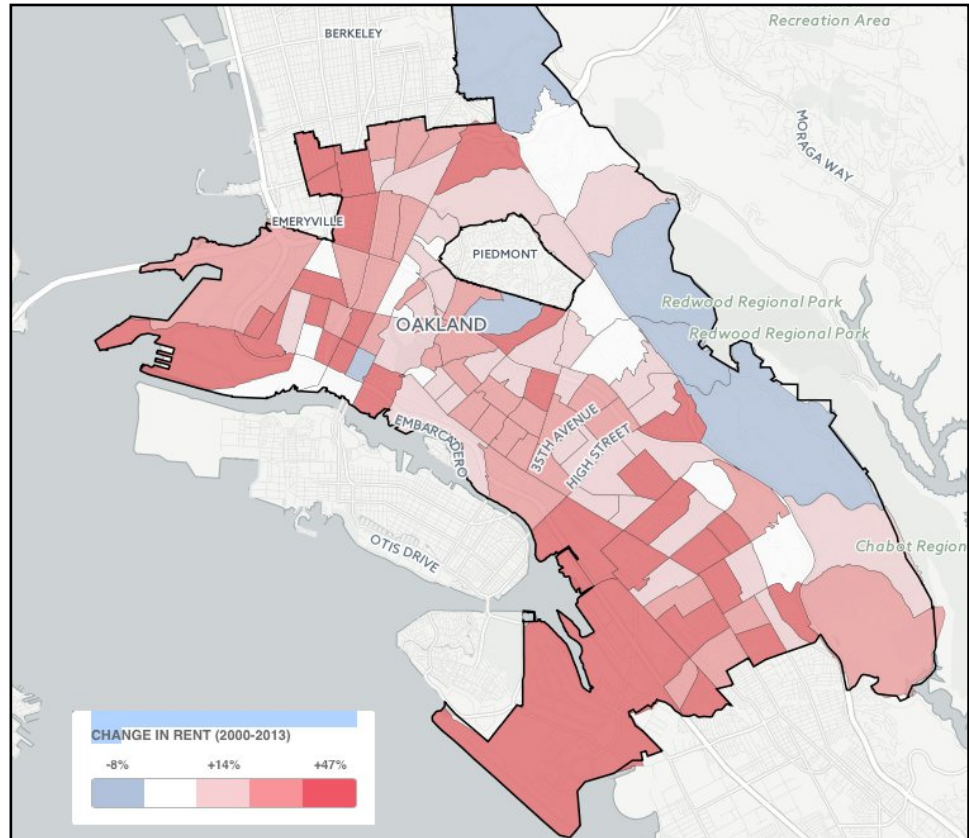 Recreation Area
BERKELEY
MORAGA WAY
EMERYVILLE
PIEDMONT
Redwood Regional Park
OAKLAND
Redwood Regional Park
EMBARCADERO
35TH AVENUE
HIGH STREET
OTIS DRIVE
Chabot Region
CHANGE IN RENT (2000-2013)
-8% +14% +47%